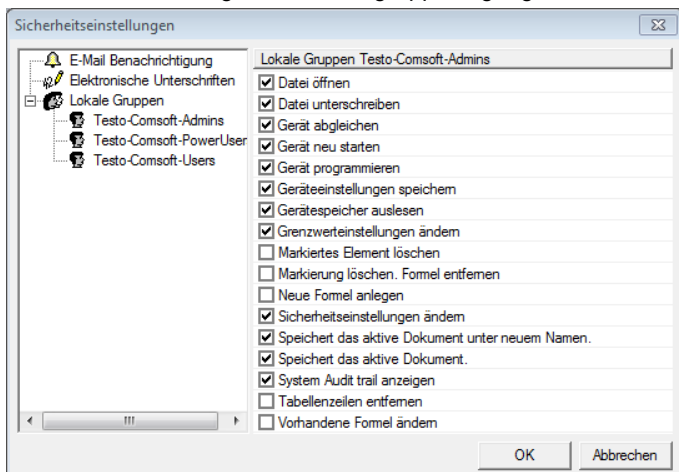 Sicherheitseinstellungen
E-Mail Benachrichtigung
Elektronische Unterschriften
Lokale Gruppen
Testo-Comsoft-Admins
Testo-Comsoft-PowerUser
Testo-Comsoft-Users
Lokale Gruppen Testo-Comsoft-Admins
Datei öffnen
Datei unterschreiben
Gerät abgleichen
Gerät neu starten
Gerät programmieren
Geräteeinstellungen speichern
Gerätespeicher auslesen
Grenzwerteinstellungen ändern
Markiertes Element löschen
Markierung löschen. Formel entfernen
Neue Formel anlegen
Sicherheitseinstellungen ändern
Speichert das aktive Dokument unter neuem Namen.
Speichert das aktive Dokument.
System Audit trail anzeigen
Tabellenzeilen entfernen
Vorhandene Formel ändern
OK Abbrechen